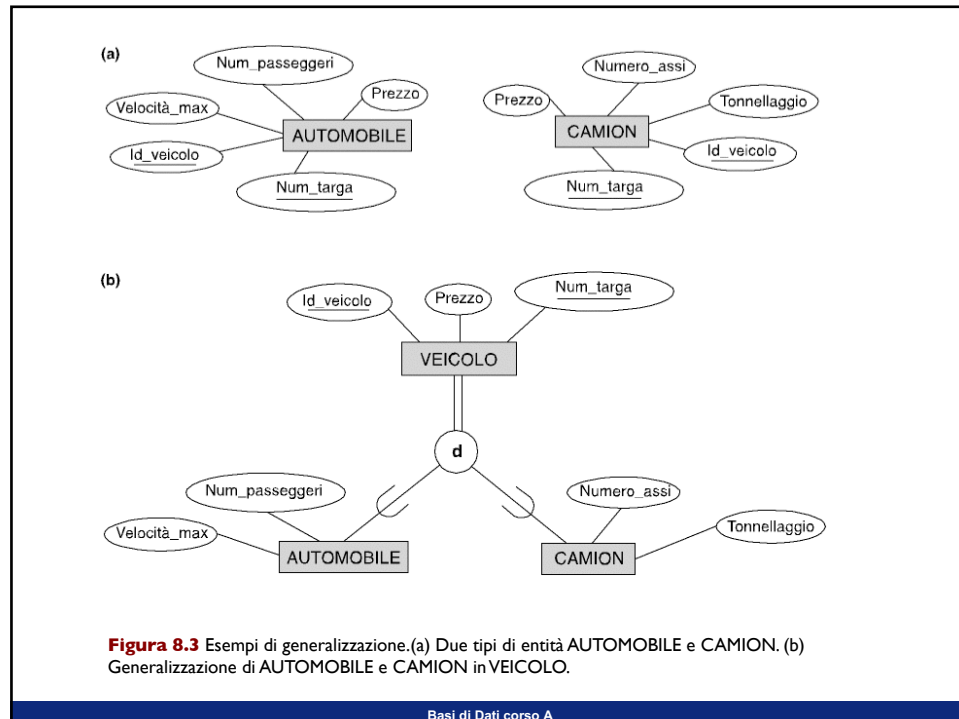 (a)
Num_passeggeri
Prezzo
Velocità_max
AUTOMOBILE
Id_veicolo
Num_targa
Numero_assi
Prezzo
Tonnellaggio
CAMION
Id_veicolo
Num_targa
(b)
Id_veicolo
Prezzo
Num_targa
VEICOLO
d
Num_passeggeri
Velocità_max
AUTOMOBILE
Numero_assi
Tonnellaggio
CAMION
Figura 8.3 Esempi di generalizzazione.(a) Due tipi di entità AUTOMOBILE e CAMION. (b)
Generalizzazione di AUTOMOBILE e CAMION in VEICOLO.
Basi di Dati corso A